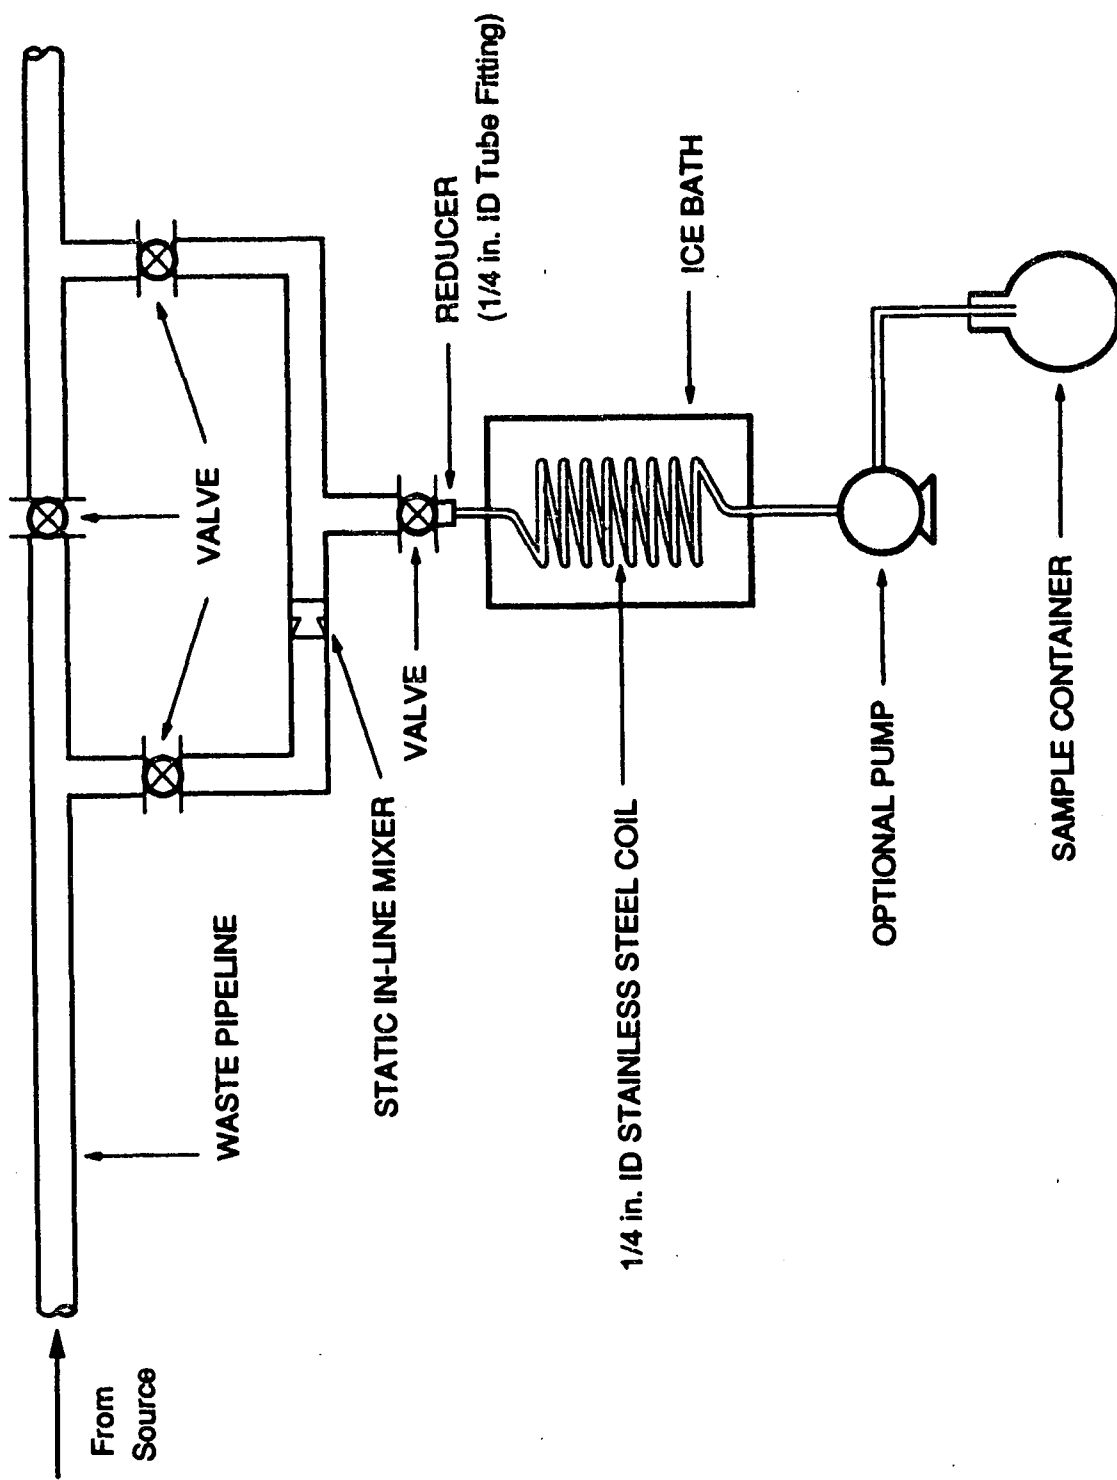 From
Source
WASTE PIPELINE
VALVE
STATIC IN-LINE MIXER
VALVE
REDUCER
(1/4 in. ID Tube Fitting)
ICE BATH
1/4 in. ID STAINLESS STEEL COIL
OPTIONAL PUMP
SAMPLE CONTAINER